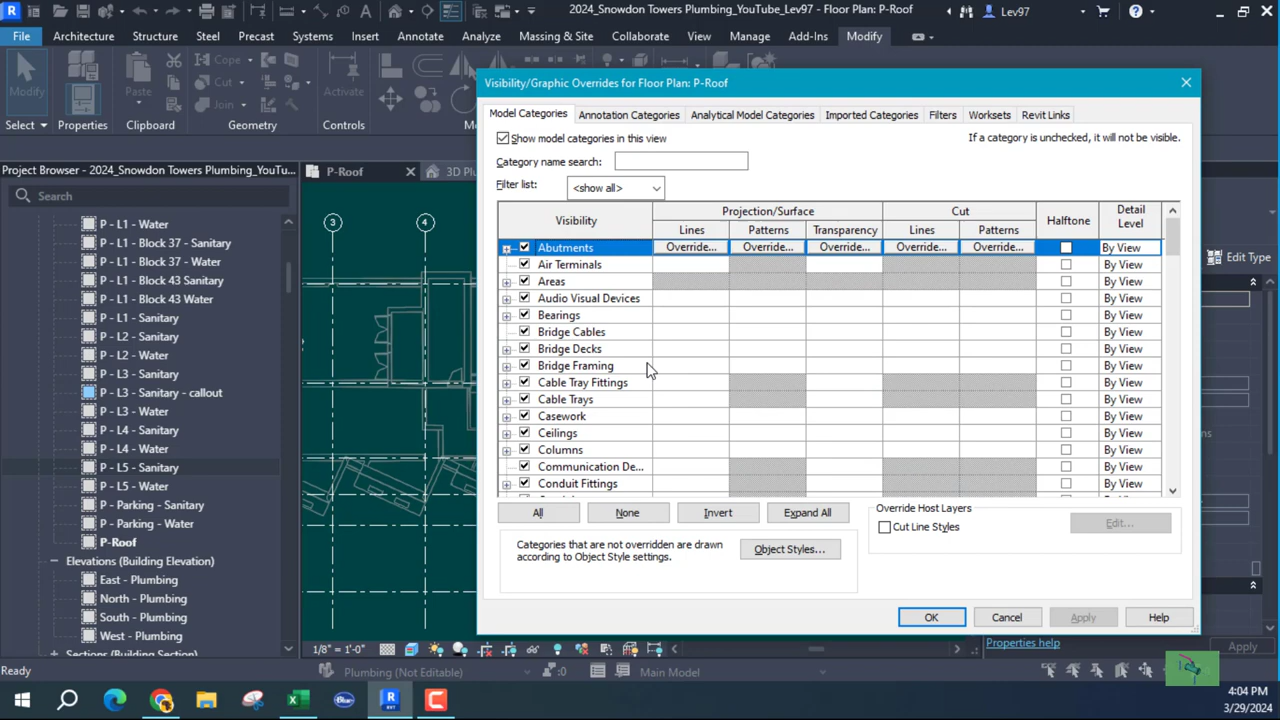 2024_Snowdon Towers Plumbing_YouTube_Lev97 - Floor Plan: P-Roof
Lev97
File Architecture Structure Steel Precast Systems Insert Annotate Analyze Massing & Site Collaborate View Manage Add-Ins Modify
Modify Paste Cope Cut Join Activate
Select Properties Clipboard Geometry Controls
Visibility/Graphic Overrides for Floor Plan: P-Roof
Model Categories Annotation Categories Analytical Model Categories Imported Categories Filters Worksets Revit Links
Show model categories in this view
If a category is unchecked, it will not be visible.
Category name search:
Filter list: <show all>
Visibility Projection/Surface Cut Halftone Detail Level
Lines Patterns Transparency Lines Patterns
Abutments Override... Override... Override... Override... Override... By View
Air Terminals By View
Areas By View
Audio Visual Devices By View
Bearings By View
Bridge Cables By View
Bridge Decks By View
Bridge Framing By View
Cable Tray Fittings By View
Cable Trays By View
Casework By View
Ceilings By View
Columns By View
Communication De... By View
Conduit Fittings By View
All None Invert Expand All
Override Host Layers
Cut Line Styles Edit...
Categories that are not overridden are drawn
according to Object Style settings.
Object Styles...
OK Cancel Apply Help
Project Browser - 2024_Snowdon Towers Plumbing_YouTu...
Search
P - L1 - Water
P - L1 - Block 37 - Sanitary
P - L1 - Block 37 - Water
P - L1 - Block 43 Sanitary
P - L1 - Block 43 Water
P - L1 - Sanitary
P - L2 - Sanitary
P - L2 - Water
P - L3 - Sanitary
P - L3 - Sanitary - callout
P - L3 - Water
P - L4 - Sanitary
P - L4 - Water
P - L5 - Sanitary
P - L5 - Water
P - Parking - Sanitary
P - Parking - Water
P-Roof
Elevations (Building Elevation)
East - Plumbing
North - Plumbing
South - Plumbing
West - Plumbing
P-Roof
3D Pl
3 4
Edit Type
Properties help
Apply
1/8" = 1'-0"
Ready
Plumbing (Not Editable) :0 Main Model
:0
4:04 PM
3/29/2024